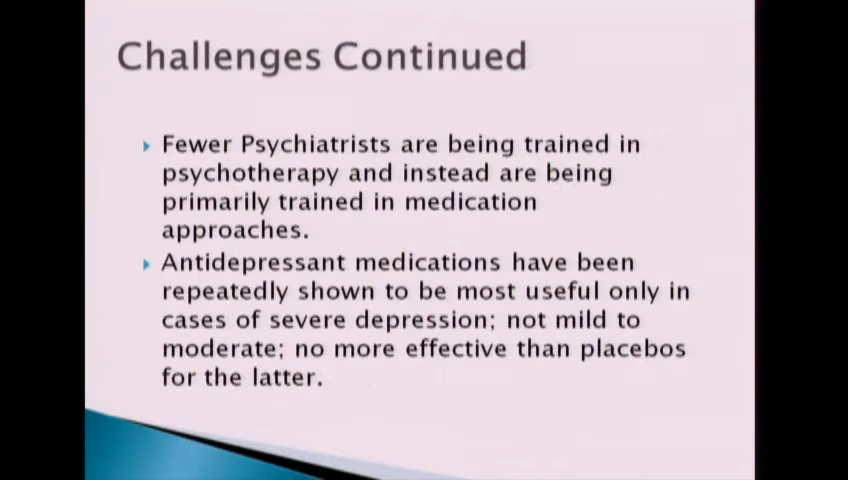 Challenges Continued
Fewer Psychiatrists are being trained in
psychotherapy and instead are being
primarily trained in medication
approaches.
Antidepressant medications have been
repeatedly shown to be most useful only in
cases of severe depression; not mild to
moderate; no more effective than placebos
for the latter.